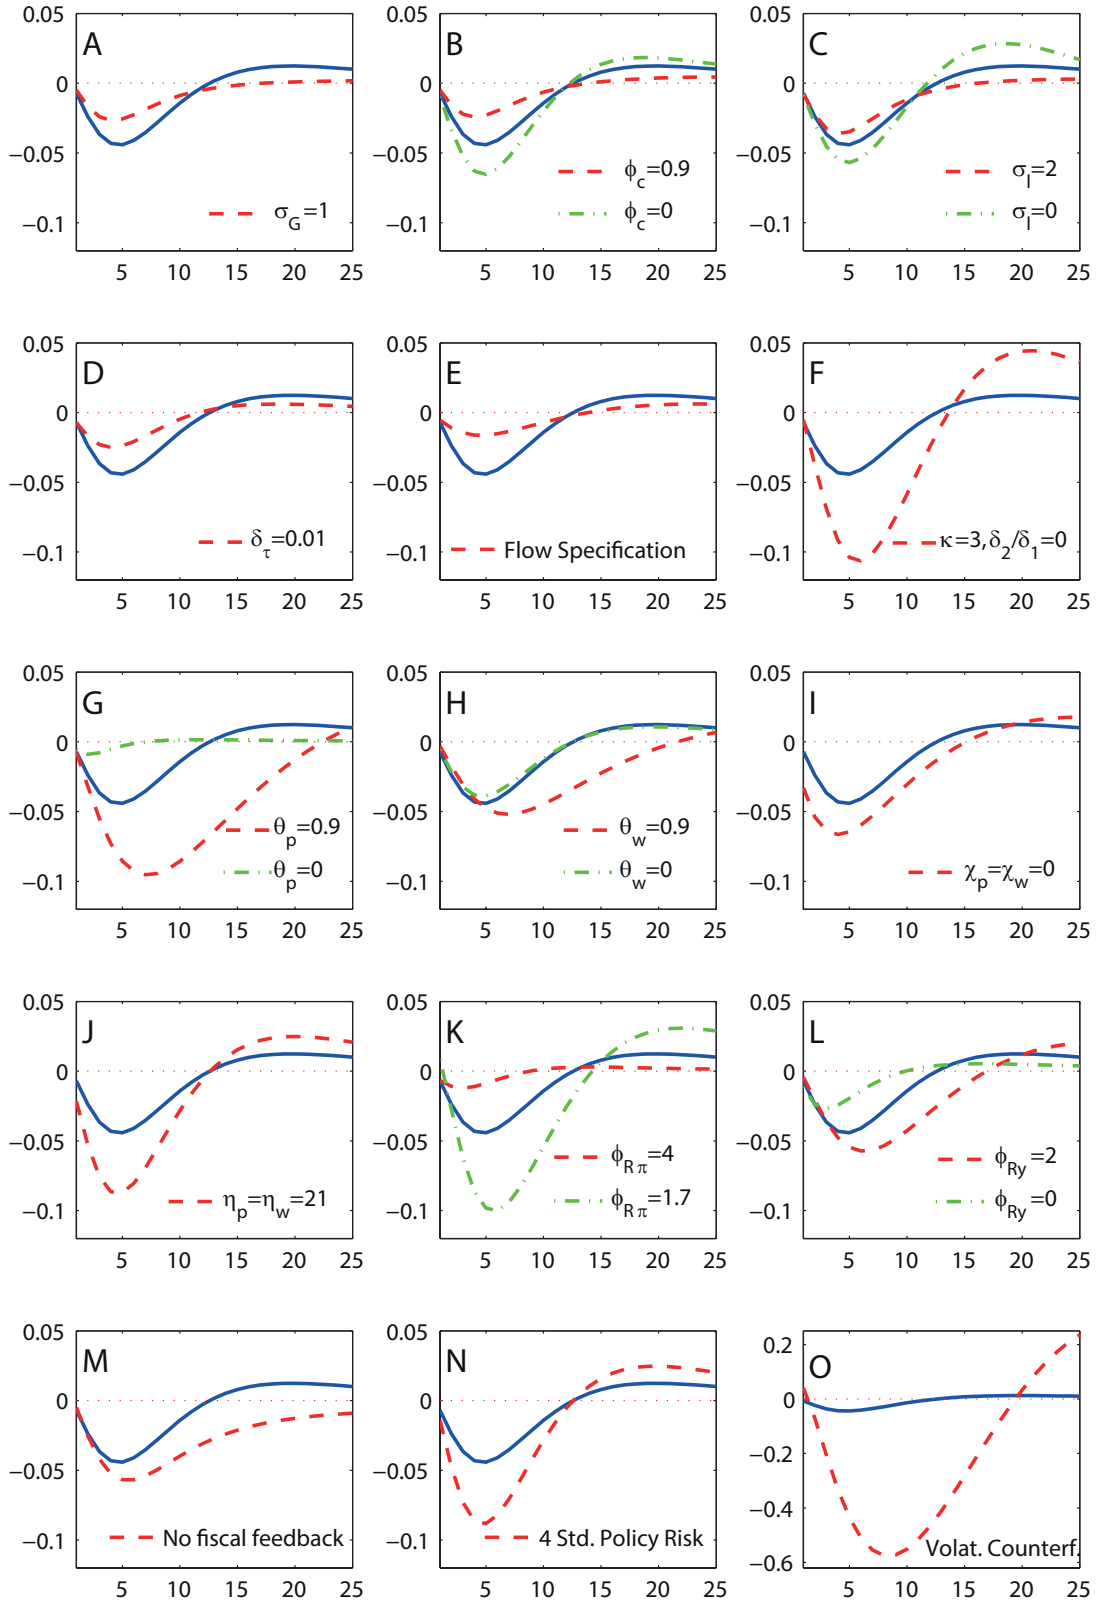 0.05 0.05 0.05
A B C
0 0 0
−0.05 −0.05 −0.05
ϕc=0.9 σI=2
−0.1 σG=1 −0.1 ϕc=0 −0.1 σI=0
5 10 15 20 25 5 10 15 20 25 5 10 15 20 25
0.05 0.05 0.05
D E F
0 0 0
−0.05 −0.05 −0.05
−0.1 δτ=0.01 −0.1 Flow Specification −0.1 κ=3,δ2/δ1=0
5 10 15 20 25 5 10 15 20 25 5 10 15 20 25
0.05 0.05 0.05
G H I
0 0 0
−0.05 −0.05 −0.05
θp=0.9 θw=0.9
−0.1 θp=0 −0.1 θw=0 −0.1 χp=χw=0
5 10 15 20 25 5 10 15 20 25 5 10 15 20 25
0.05 0.05 0.05
J K L
0 0 0
−0.05 −0.05 −0.05
ϕRπ=4 ϕRy=2
−0.1 ηp=ηw=21 −0.1 ϕRπ=1.7 −0.1 ϕRy=0
5 10 15 20 25 5 10 15 20 25 5 10 15 20 25
0.05 0.05 0.2
M N O
0 0 0
−0.05 −0.05 −0.2
−0.1 No fiscal feedback −0.1 4 Std. Policy Risk −0.4
−0.6 Volat. Counterf.
5 10 15 20 25 5 10 15 20 25 5 10 15 20 25